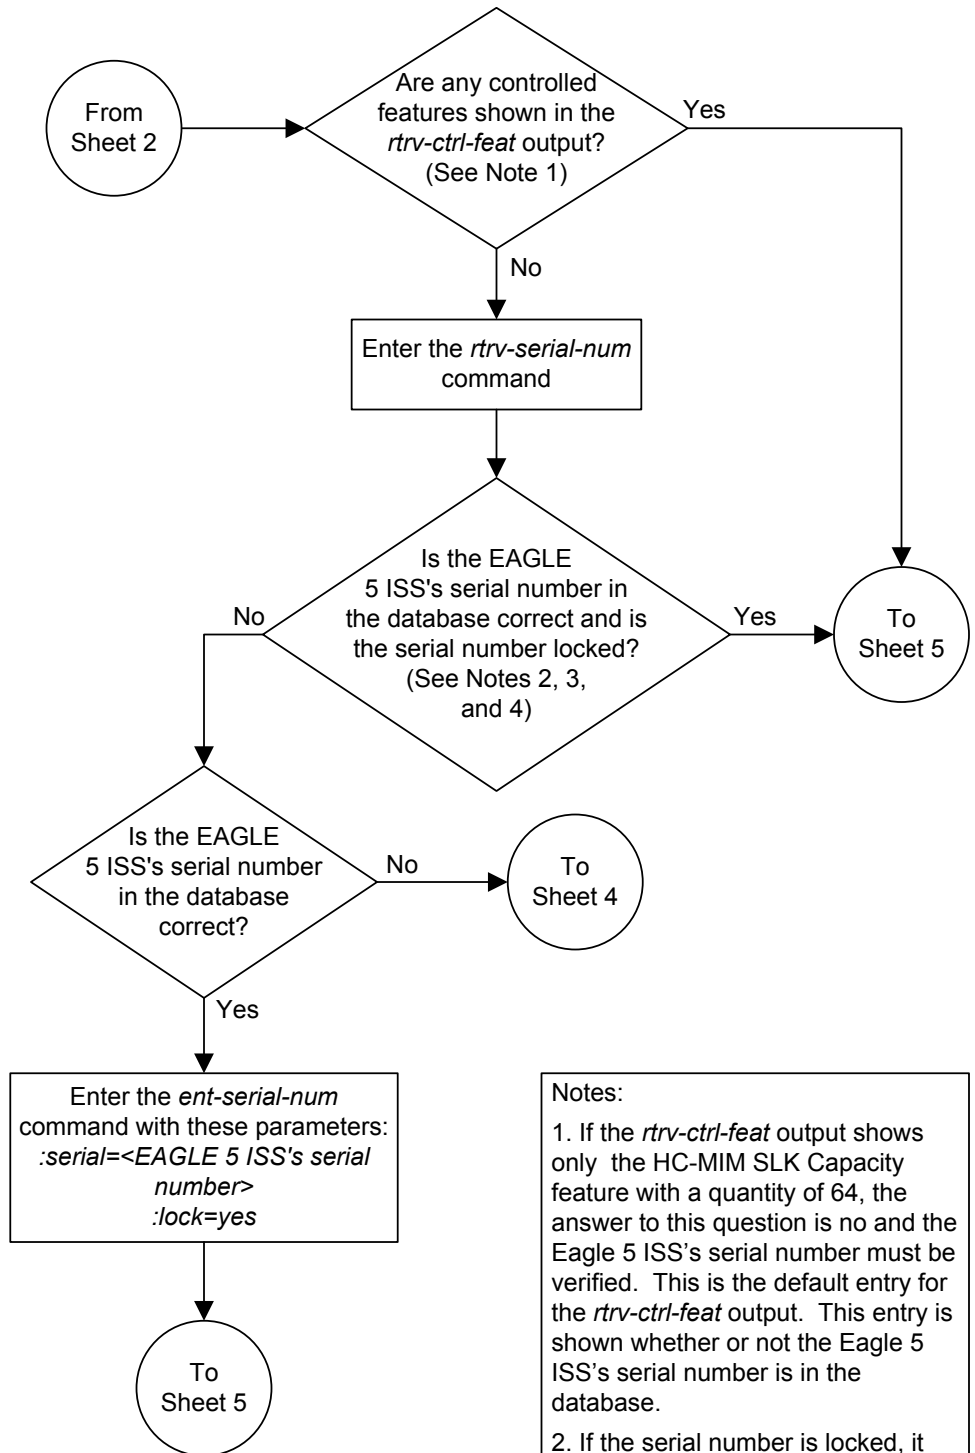 From
Sheet 2
Are any controlled
features shown in the
rtrv-ctrl-feat output?
(See Note 1)
Yes
No
Enter the rtrv-serial-num
command
Is the EAGLE
5 ISS's serial number in
the database correct and is
the serial number locked?
(See Notes 2, 3,
and 4)
No
Yes
To
Sheet 5
Is the EAGLE
5 ISS's serial number
in the database
correct?
No
To
Sheet 4
Yes
Enter the ent-serial-num
command with these parameters:
:serial=<EAGLE 5 ISS's serial
number>
:lock=yes
To
Sheet 5
Notes:
1. If the rtrv-ctrl-feat output shows
only  the HC-MIM SLK Capacity
feature with a quantity of 64, the
answer to this question is no and the
Eagle 5 ISS’s serial number must be
verified.  This is the default entry for
the rtrv-ctrl-feat output.  This entry is
shown whether or not the Eagle 5
ISS’s serial number is in the
database.
2. If the serial number is locked, it